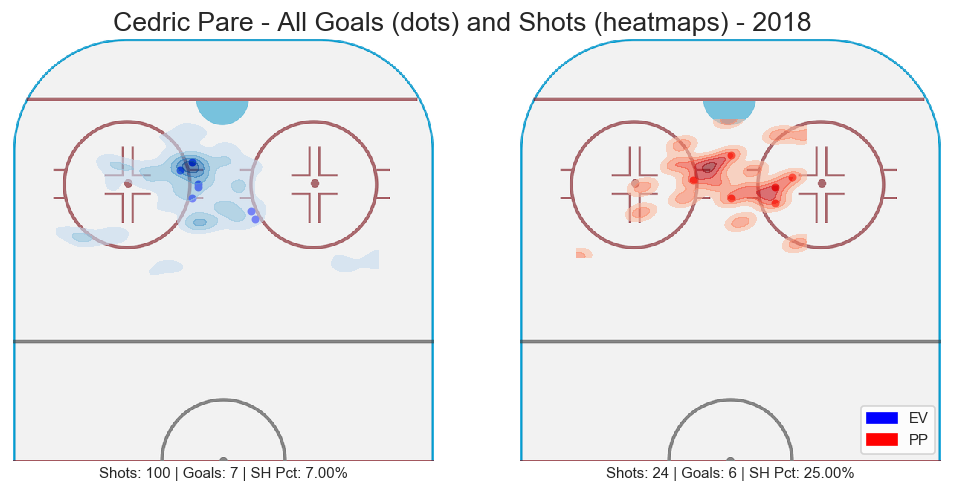 Cedric Pare - All Goals (dots) and Shots (heatmaps) - 2018
EV
PP
Shots: 100 | Goals: 7 | SH Pct: 7.00%
Shots: 24 | Goals: 6 | SH Pct: 25.00%